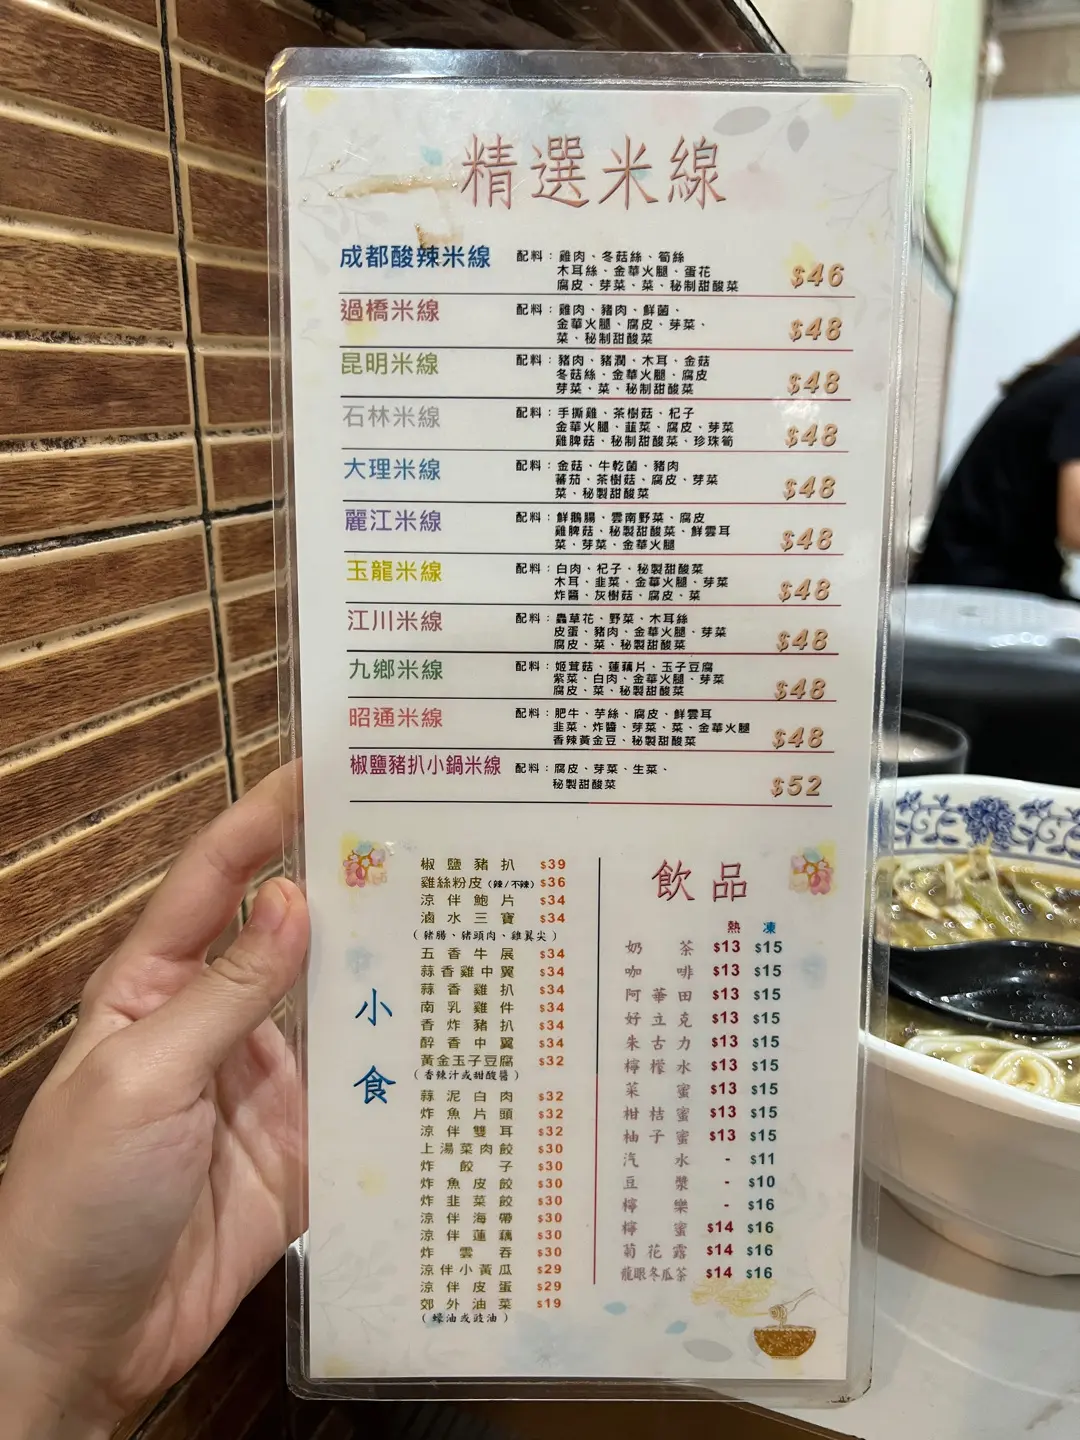 精選米線
成都酸辣米線 配料：雞肉、冬菇絲、筍絲
木耳絲、金華火腿、蛋花
腐皮、芽菜、菜、秘制甜酸菜 $46
過橋米線 配料：雞肉、豬肉、鮮菌、
金華火腿、腐皮、芽菜、
菜、秘制甜酸菜 $48
昆明米線 配料：豬肉、豬潤、木耳、金菇
冬菇絲、金華火腿、腐皮
芽菜、菜、秘制甜酸菜 $48
石林米線 配料：手撕雞、茶樹菇、杞子
金華火腿、韮菜、腐皮、芽菜
雞脾菇、秘制甜酸菜、珍珠筍 $48
大理米線 配料：金菇、牛乾菌、豬肉
蕃茄、茶樹菇、腐皮、芽菜
菜、秘製甜酸菜 $48
麗江米線 配料：鮮鵝腸、雲南野菜、腐皮
雞脾菇、秘製甜酸菜、鮮雲耳
菜、芽菜、金華火腿 $48
玉龍米線 配料：白肉、杞子、秘製甜酸菜
木耳、韭菜、金華火腿、芽菜
炸醬、灰樹菇、腐皮、菜 $48
江川米線 配料：蟲草花、野菜、木耳絲
皮蛋、豬肉、金華火腿、芽菜
腐皮、菜、秘製甜酸菜 $48
九鄉米線 配料：姬茸菇、蓮藕片、玉子豆腐
紫菜、白肉、金華火腿、芽菜
腐皮、菜、秘製甜酸菜 $48
昭通米線 配料：肥牛、芋絲、腐皮、鮮雲耳
韭菜、炸醬、芽菜、菜、金華火腿
香辣黃金豆、秘製甜酸菜 $48
椒鹽豬扒小鍋米線 配料：腐皮、芽菜、生菜、
秘製甜酸菜 $52
小食
椒鹽豬扒 $39
雞絲粉皮（辣/不辣） $36
涼伴鮑片 $34
滷水三寶 $34
（豬腸、豬頭肉、雞翼尖）
五香牛展 $34
蒜香雞中翼 $34
蒜香雞扒 $34
南乳雞件 $34
香炸豬扒 $34
醉香中翼 $34
黃金玉子豆腐 $32
（香辣汁或甜酸醬）
蒜泥白肉 $32
炸魚片頭 $32
涼伴雙耳 $32
上湯菜肉餃 $30
炸餃子 $30
炸魚皮餃 $30
炸韭菜餃 $30
涼伴海帶 $30
涼伴蓮藕 $30
炸雲吞 $30
涼伴小黃瓜 $29
涼伴皮蛋 $29
郊外油菜 $19
（蠔油或豉油）
飲品
熱 凍
奶茶 $13 $15
咖啡 $13 $15
阿華田 $13 $15
好立克 $13 $15
朱古力 $13 $15
檸檬水 $13 $15
菜蜜 $13 $15
柑桔蜜 $13 $15
柚子蜜 $13 $15
汽水 - $11
豆漿 - $10
檸樂 - $16
檸蜜 $14 $16
菊花露 $14 $16
龍眼冬瓜茶 $14 $16